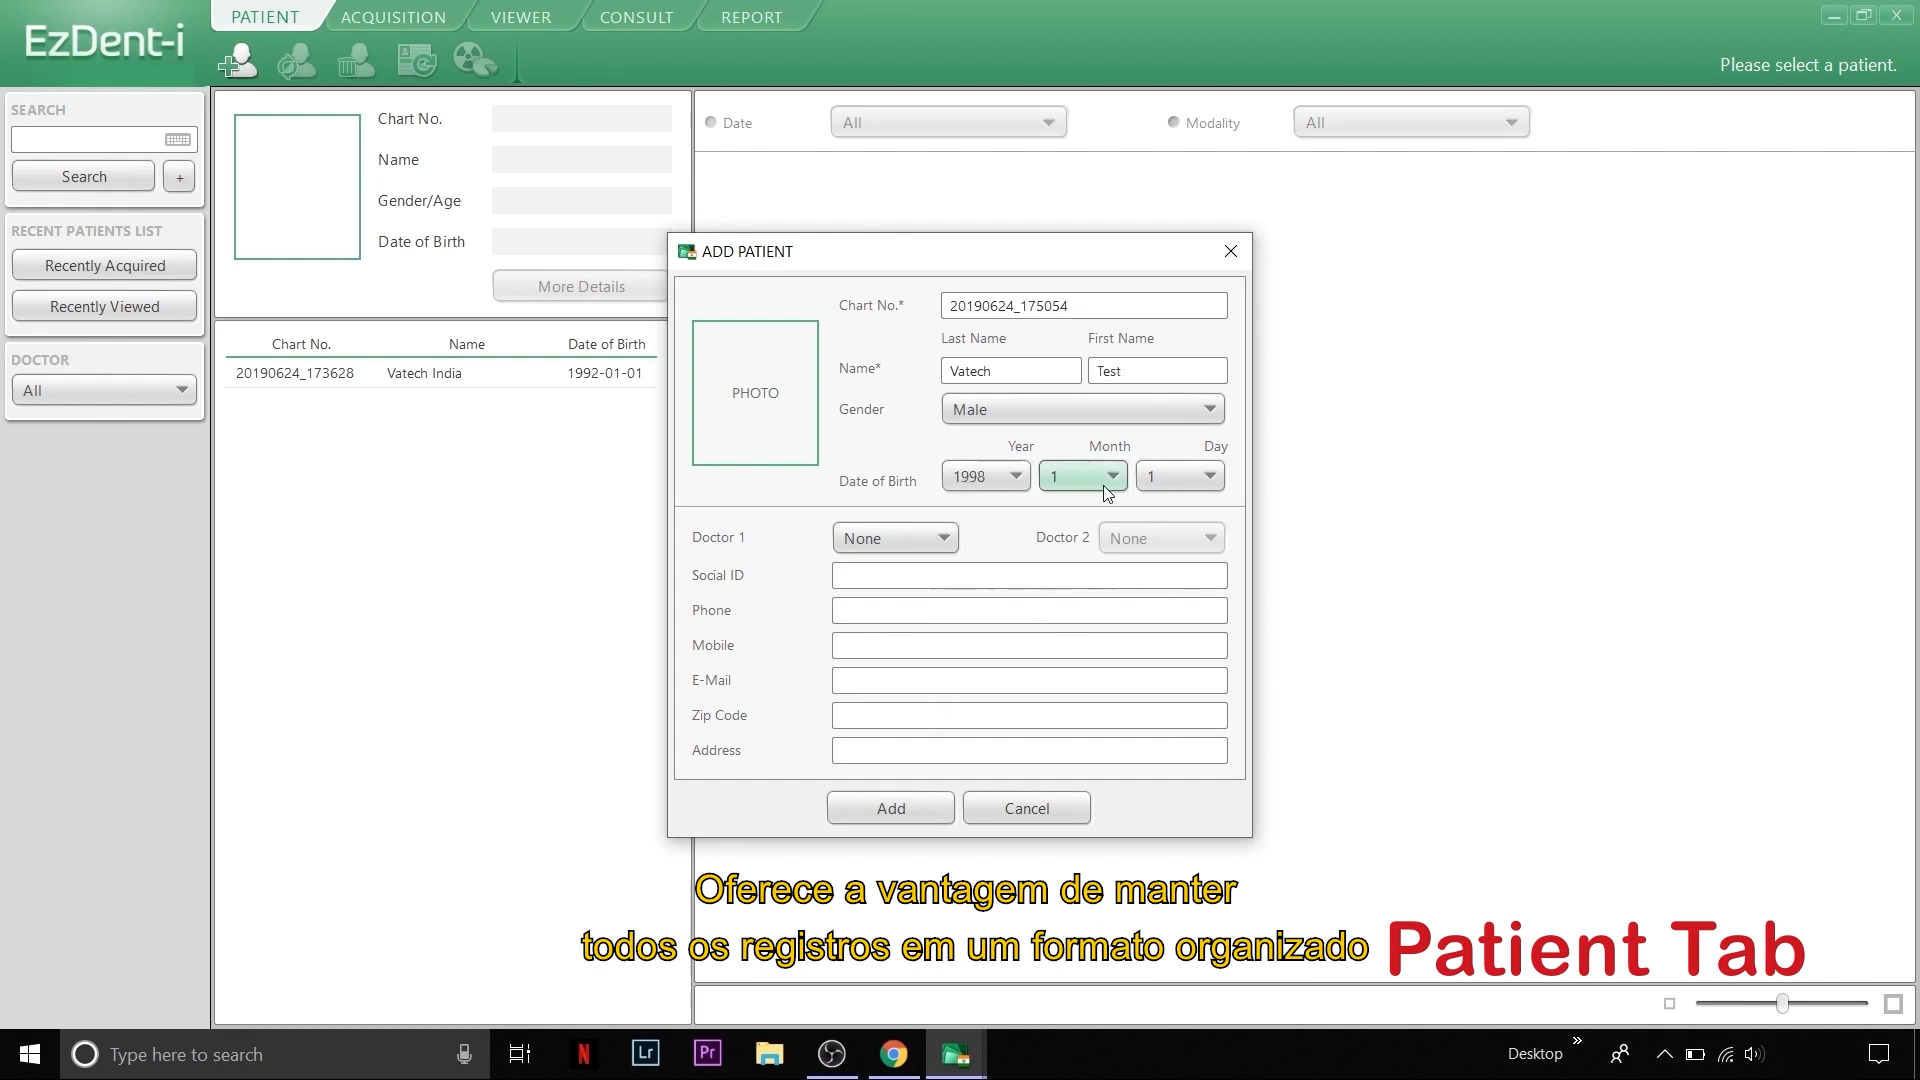 PATIENT ACQUISITION VIEWER CONSULT REPORT
EzDent-i
Please select a patient.
SEARCH
Search +
RECENT PATIENTS LIST
Recently Acquired
Recently Viewed
DOCTOR
All
Chart No.
Name
Gender/Age
Date of Birth
More Details
Date All Modality All
Chart No. Name Date of Birth
20190624_173628 Vatech India 1992-01-01
ADD PATIENT
PHOTO
Chart No.* 20190624_175054
Last Name First Name
Name* Vatech Test
Gender Male
Year Month Day
Date of Birth 1998 1 1
Doctor 1 None Doctor 2 None
Social ID
Phone
Mobile
E-Mail
Zip Code
Address
Add Cancel
Oferece a vantagem de manter
todos os registros em um formato organizado
Patient Tab
Type here to search
N Lr Pr
Desktop »